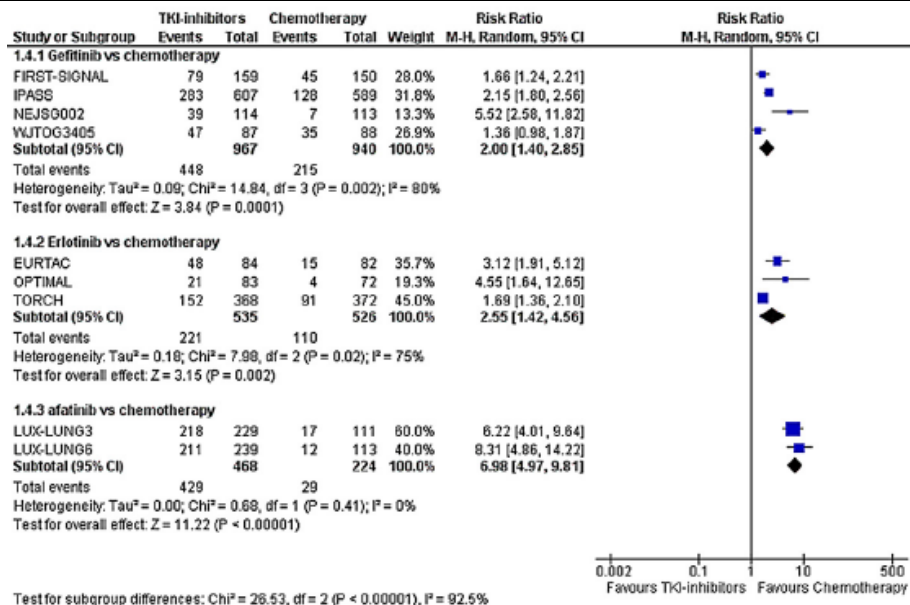 TKI-inhibitors Chemotherapy Risk Ratio Risk Ratio
Study or Subgroup Events Total Events Total Weight M-H, Random, 95% CI M-H, Random, 95% CI
1.4.1 Gefitinib vs chemotherapy
FIRST-SIGNAL 79 159 45 150 28.0% 1.66 [1.24, 2.21]
IPASS 283 607 128 589 31.8% 2.15 [1.80, 2.56]
NEJSG002 39 114 7 113 13.3% 5.52 [2.58, 11.82]
WJTOG3405 47 87 35 88 26.9% 1.36 [0.98, 1.87]
Subtotal (95% CI) 967 940 100.0% 2.00 [1.40, 2.85]
Total events 448 215
Heterogeneity: Tau² = 0.09; Chi² = 14.84, df = 3 (P = 0.002); I² = 80%
Test for overall effect: Z = 3.84 (P = 0.0001)
1.4.2 Erlotinib vs chemotherapy
EURTAC 48 84 15 82 35.7% 3.12 [1.91, 5.12]
OPTIMAL 21 83 4 72 19.3% 4.55 [1.64, 12.65]
TORCH 152 368 91 372 45.0% 1.69 [1.36, 2.10]
Subtotal (95% CI) 535 526 100.0% 2.55 [1.42, 4.56]
Total events 221 110
Heterogeneity: Tau² = 0.18; Chi² = 7.98, df = 2 (P = 0.02); I² = 75%
Test for overall effect: Z = 3.15 (P = 0.002)
1.4.3 afatinib vs chemotherapy
LUX-LUNG3 218 229 17 111 60.0% 6.22 [4.01, 9.64]
LUX-LUNG6 211 239 12 113 40.0% 8.31 [4.86, 14.22]
Subtotal (95% CI) 468 224 100.0% 6.98 [4.97, 9.81]
Total events 429 29
Heterogeneity: Tau² = 0.00; Chi² = 0.68, df = 1 (P = 0.41); I² = 0%
Test for overall effect: Z = 11.22 (P < 0.00001)
0.002 0.1 1 10 500
Favours TKI-inhibitors Favours Chemotherapy
Test for subgroup differences: Chi² = 26.53, df = 2 (P < 0.00001), I² = 92.5%